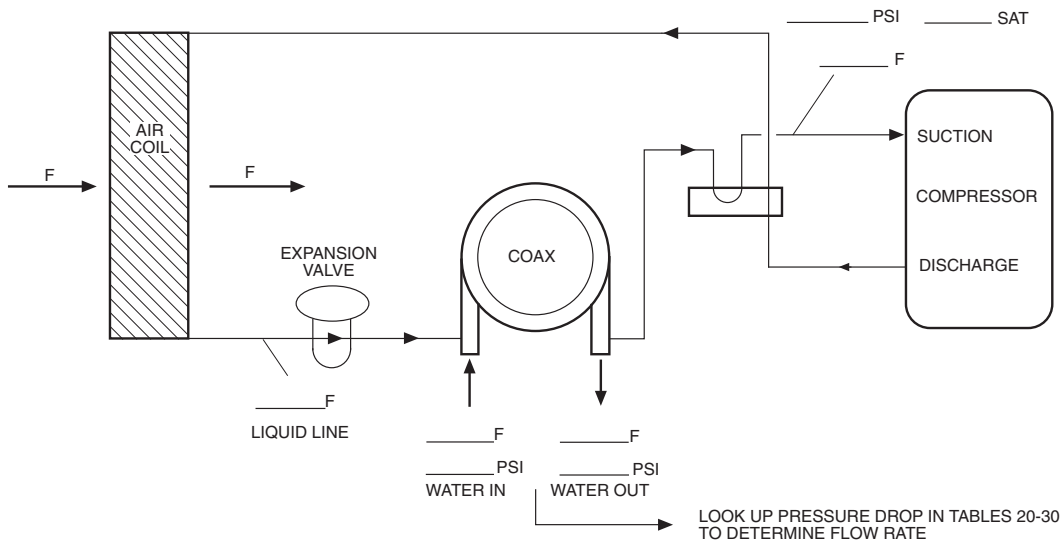 PSI
SAT
F
AIR
COIL
SUCTION
F
F
COMPRESSOR
EXPANSION
VALVE
COAX
DISCHARGE
F
LIQUID LINE
F
F
PSI
PSI
WATER IN
WATER OUT
LOOK UP PRESSURE DROP IN TABLES 20-30
TO DETERMINE FLOW RATE